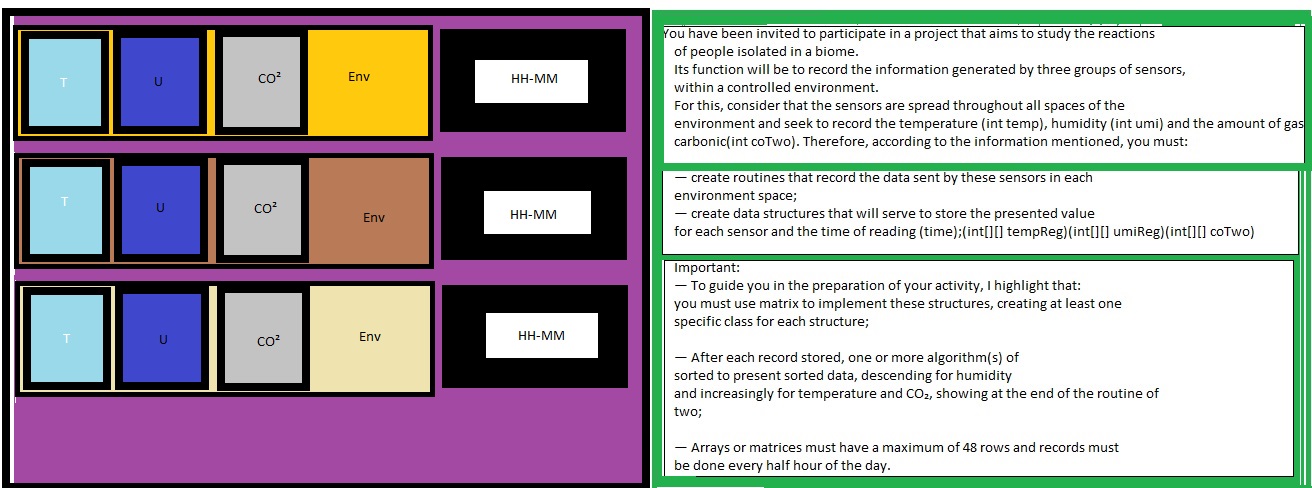 T U CO² Env HH-MM
T U CO² Env HH-MM
T U CO² Env HH-MM
You have been invited to participate in a project that aims to study the reactions
of people isolated in a biome.
Its function will be to record the information generated by three groups of sensors,
within a controlled environment.
For this, consider that the sensors are spread throughout all spaces of the
environment and seek to record the temperature (int temp), humidity (int umi) and the amount of gas
carbonic(int coTwo). Therefore, according to the information mentioned, you must:
— create routines that record the data sent by these sensors in each
environment space;
— create data structures that will serve to store the presented value
for each sensor and the time of reading (time);(int[][] tempReg)(int[][] umiReg)(int[][] coTwo)
Important:
— To guide you in the preparation of your activity, I highlight that:
you must use matrix to implement these structures, creating at least one
specific class for each structure;
— After each record stored, one or more algorithm(s) of
sorted to present sorted data, descending for humidity
and increasingly for temperature and CO₂, showing at the end of the routine of
two;
— Arrays or matrices must have a maximum of 48 rows and records must
be done every half hour of the day.